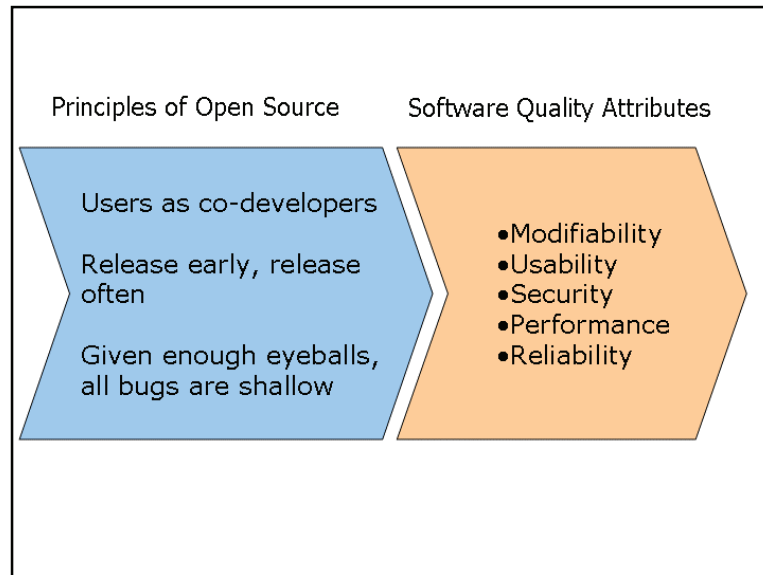 Principles of Open Source
Software Quality Attributes
Users as co-developers
Release early, release
often
Given enough eyeballs,
all bugs are shallow
•Modifiability
•Usability
•Security
•Performance
•Reliability